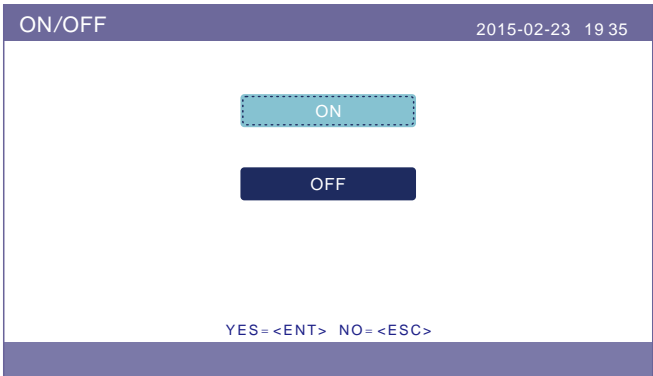 ON/OFF
2015-02-23 19 35
ON
OFF
YES=<ENT> NO=<ESC>